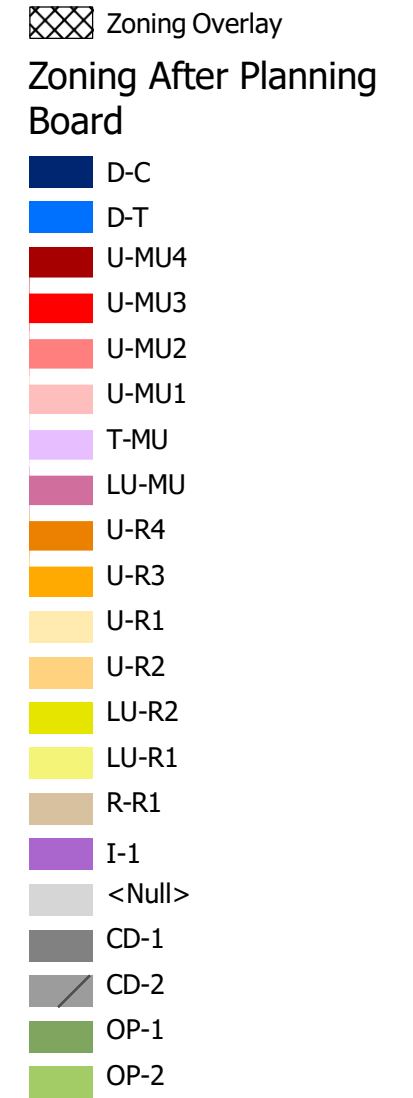 Zoning Overlay
Zoning After Planning
Board
D-C
D-T
U-MU4
U-MU3
U-MU2
U-MU1
T-MU
LU-MU
U-R4
U-R3
U-R1
U-R2
LU-R2
LU-R1
R-R1
I-1
<Null>
CD-1
CD-2
OP-1
OP-2